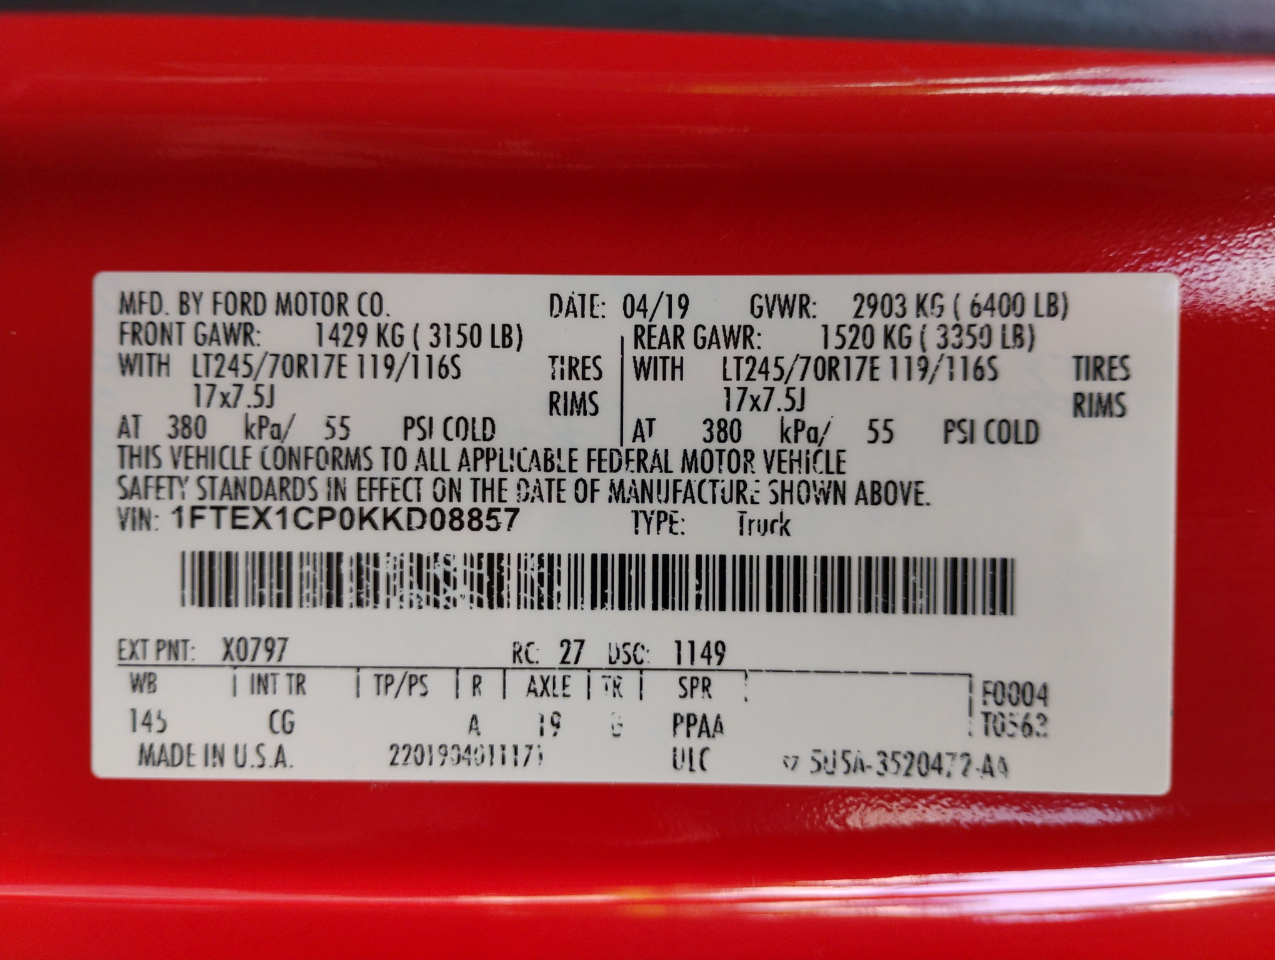 MFD. BY FORD MOTOR CO. DATE: 04/19 GVWR: 2903 KG ( 6400 LB)
FRONT GAWR: 1429 KG ( 3150 LB) REAR GAWR: 1520 KG ( 3350 LB)
WITH LT245/70R17E 119/116S TIRES WITH LT245/70R17E 119/116S TIRES
17x7.5J RIMS 17x7.5J RIMS
AT 380 kPa/ 55 PSI COLD AT 380 kPa/ 55 PSI COLD
THIS VEHICLE CONFORMS TO ALL APPLICABLE FEDERAL MOTOR VEHICLE
SAFETY STANDARDS IN EFFECT ON THE DATE OF MANUFACTURE SHOWN ABOVE.
VIN: 1FTEX1CP0KKD08857 TYPE: Truck
EXT PNT: X0797 RC: 27 DSC: 1149
WB INT TR TP/PS R AXLE TR SPR F0004
145 CG A 19 PPAA
MADE IN U.S.A. ULC